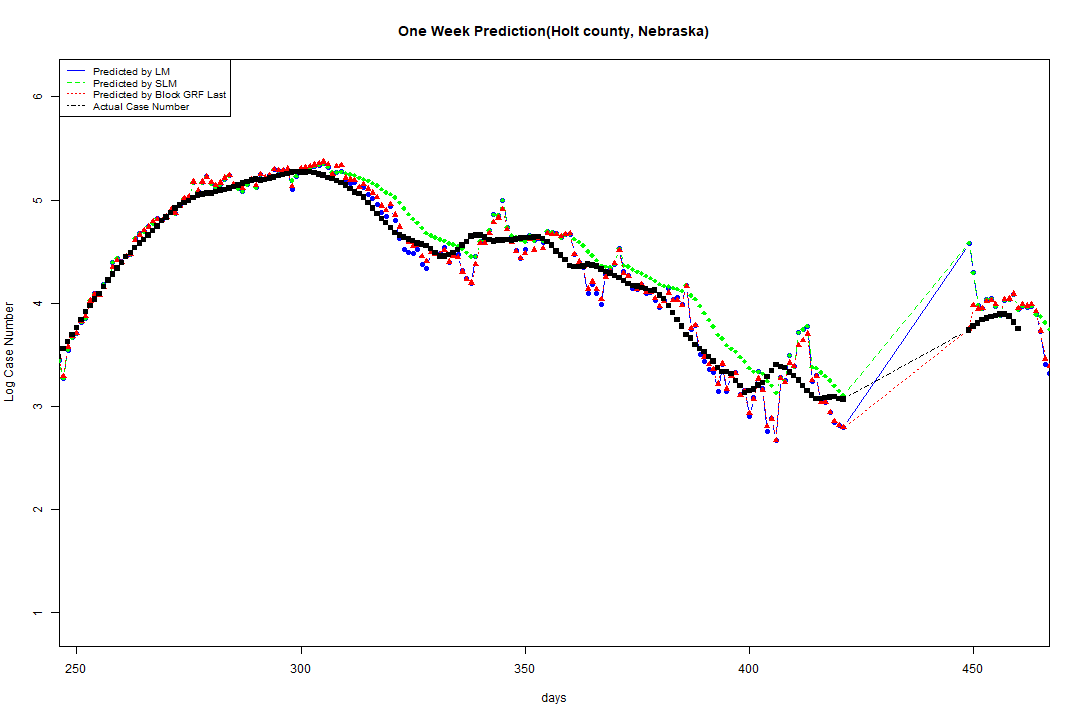 One Week Prediction(Holt county, Nebraska)
Predicted by LM
Predicted by SLM
Predicted by Block GRF Last
Actual Case Number
6
5
4
3
2
1
Log Case Number
250 300 350 400 450
days